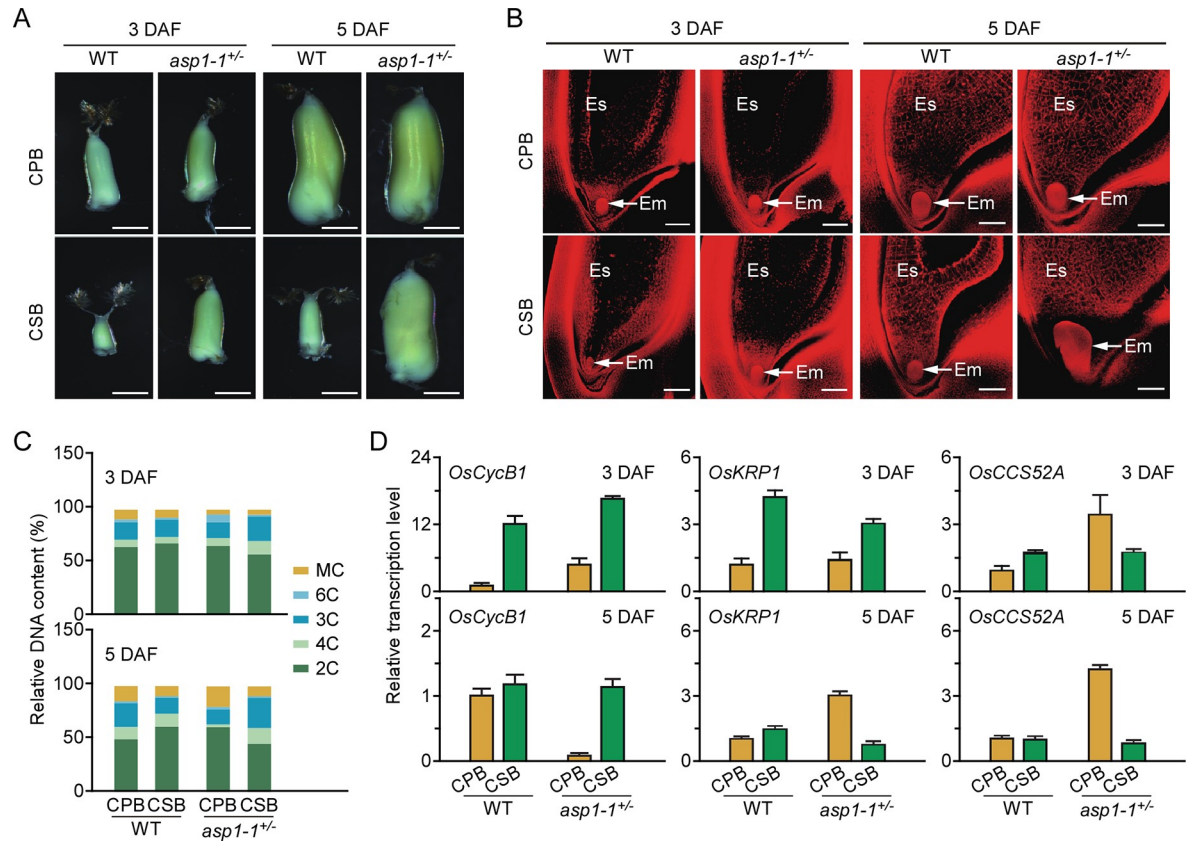 A
3 DAF
5 DAF
WT
asp1-1+/-
WT
asp1-1+/-
CPB
CSB
B
3 DAF
5 DAF
WT
asp1-1+/-
WT
asp1-1+/-
CPB
Es
Em
Es
Em
Es
Em
Es
Em
CSB
Es
Em
Es
Em
Es
Em
Es
Em
C
Relative DNA content (%)
150
3 DAF
100
50
0
150
5 DAF
100
50
0
MC
6C
3C
4C
2C
CPB CSB CPB CSB
WT
asp1-1+/-
D
Relative transcription level
24
OsCycB1 3 DAF
12
0
6
OsKRP1 3 DAF
3
0
6
OsCCS52A 3 DAF
3
0
2
OsCycB1 5 DAF
1
0
6
OsKRP1 5 DAF
3
0
6
OsCCS52A 5 DAF
3
0
CPB CSB CPB CSB
WT asp1-1+/-
CPB CSB CPB CSB
WT asp1-1+/-
CPB CSB CPB CSB
WT asp1-1+/-